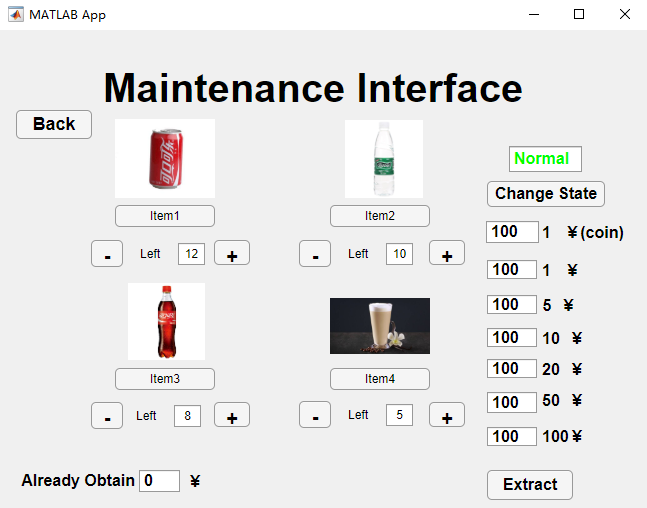 MATLAB App
Maintenance Interface
Back
Normal
Change State
Item1
Item2
- Left 12 +
- Left 10 +
100 1 ¥(coin)
100 1 ¥
100 5 ¥
100 10 ¥
100 20 ¥
100 50 ¥
100 100¥
Item3
Item4
- Left 8 +
- Left 5 +
Already Obtain 0 ¥
Extract